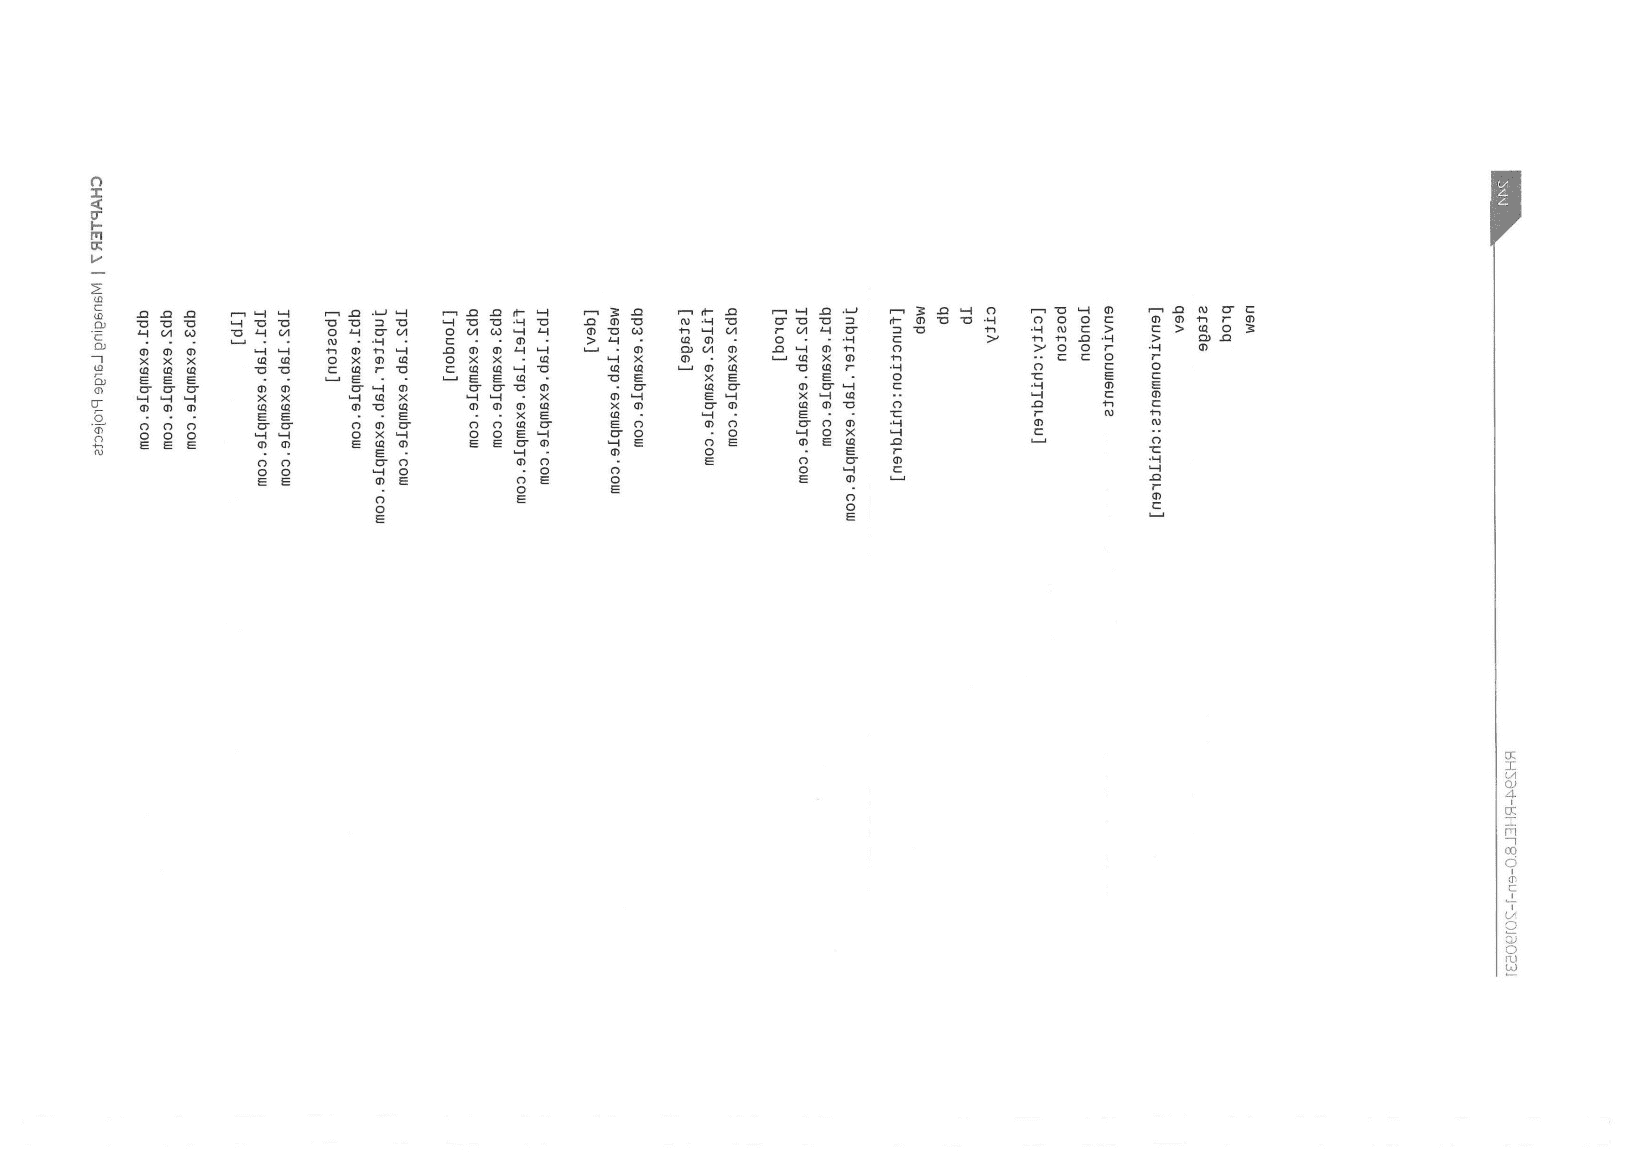 CHAPTER 7 | Managing Large Projects
db1.example.com
db2.example.com
db3.example.com
[lb]
lb1.lab.example.com
lb2.lab.example.com
[boston]
db1.example.com
jupiter.lab.example.com
lb2.lab.example.com
[london]
db2.example.com
db3.example.com
file1.lab.example.com
lb1.lab.example.com
[dev]
web1.lab.example.com
db3.example.com
[stage]
file2.example.com
db2.example.com
[prod]
lb2.lab.example.com
db1.example.com
jupiter.lab.example.com
[function:children]
web
db
lb
city
[city:children]
boston
london
environments
[environments:children]
dev
stage
prod
new
RH294-RHEL8.0-en-1-20190531